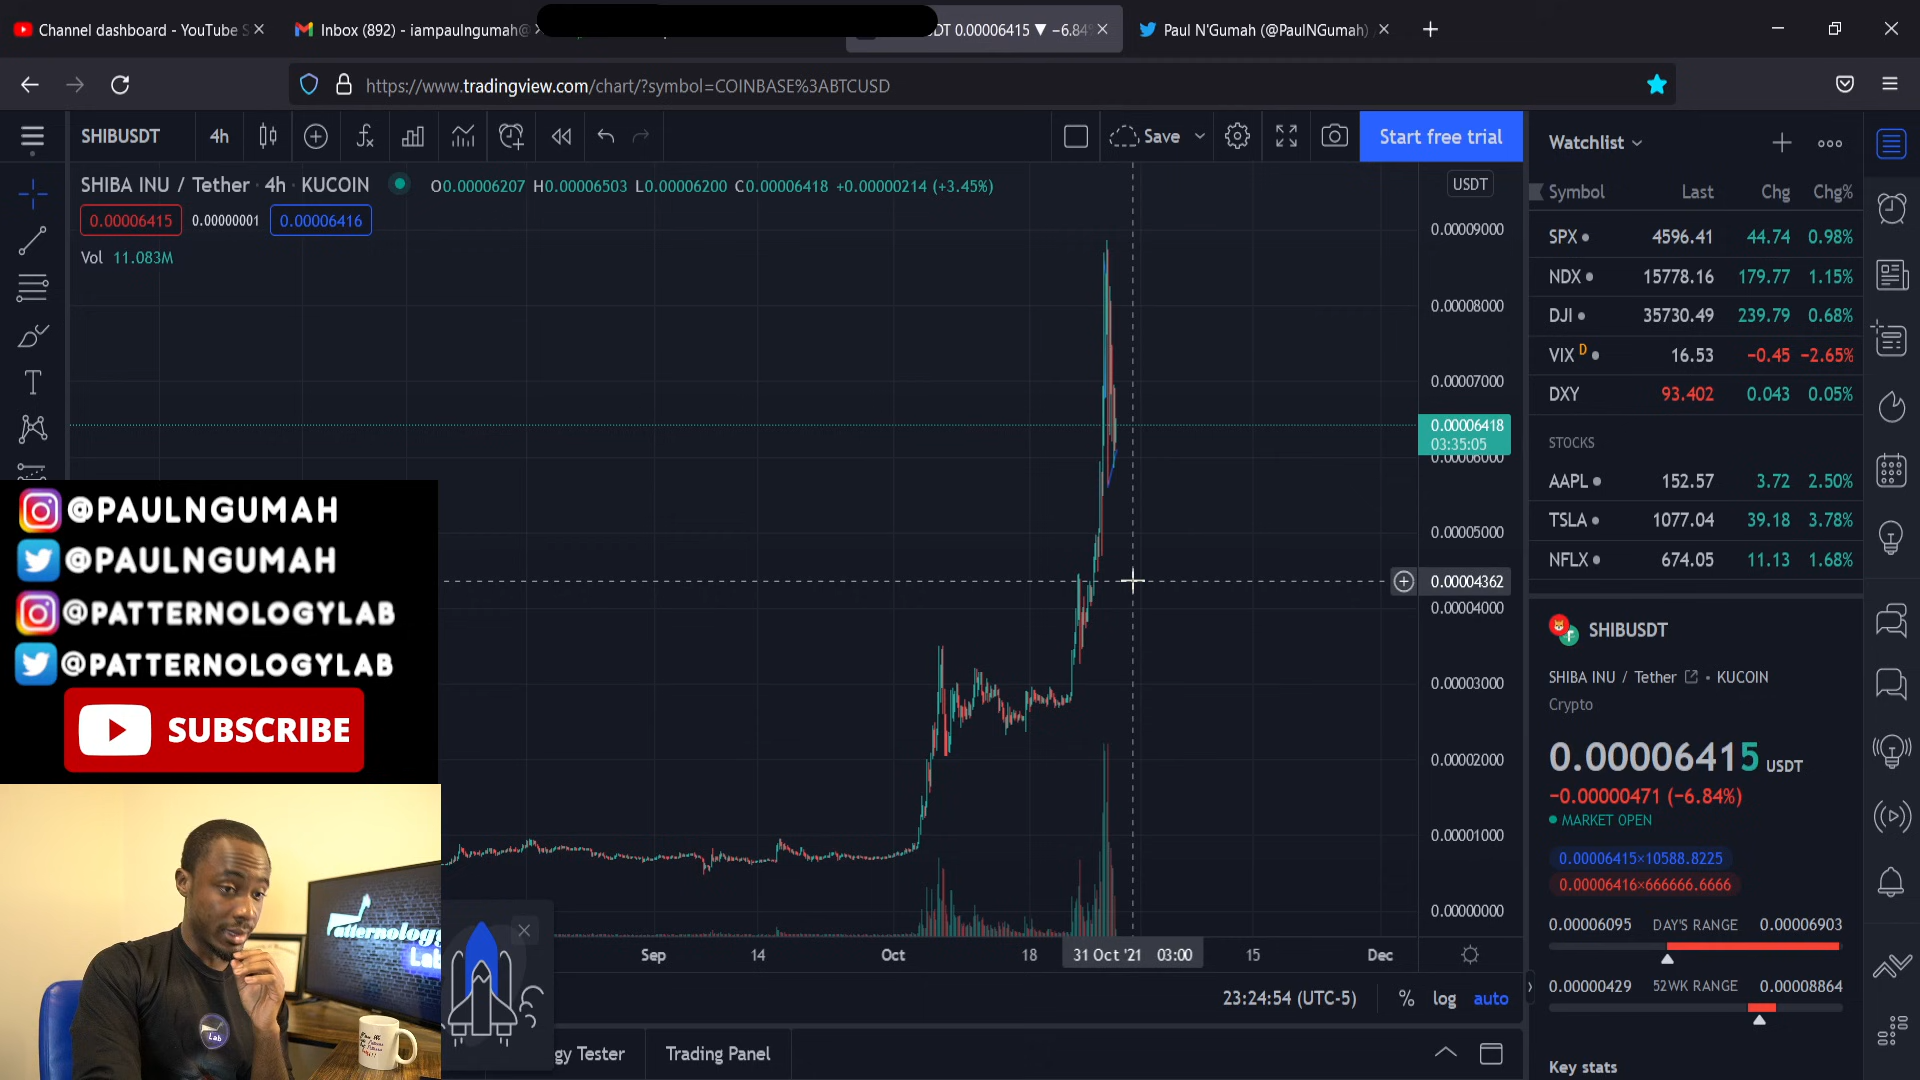 Channel dashboard - YouTube S
Inbox (892) - iampaulngumah@
DT 0.00006415 ▼ −6.84%
Paul N'Gumah (@PaulNGumah)
https://www.tradingview.com/chart/?symbol=COINBASE%3ABTCUSD
SHIBUSDT
4h
Save
Start free trial
Watchlist
SHIBA INU / Tether · 4h · KUCOIN
O0.00006207 H0.00006503 L0.00006200 C0.00006418 +0.00000214 (+3.45%)
USDT
0.00006415
0.00000001
0.00006416
Vol 11.083M
Symbol Last Chg Chg%
SPX 4596.41 44.74 0.98%
NDX 15778.16 179.77 1.15%
DJI 35730.49 239.79 0.68%
VIX D 16.53 −0.45 −2.65%
DXY 93.402 0.043 0.05%
STOCKS
AAPL 152.57 3.72 2.50%
TSLA 1077.04 39.18 3.78%
NFLX 674.05 11.13 1.68%
0.00009000
0.00008000
0.00007000
0.00006418
03:35:05
0.00006000
0.00005000
0.00004362
0.00004000
0.00003000
0.00002000
0.00001000
0.00000000
@PAULNGUMAH
@PAULNGUMAH
@PATTERNOLOGYLAB
@PATTERNOLOGYLAB
SUBSCRIBE
SHIBUSDT
SHIBA INU / Tether • KUCOIN
Crypto
0.00006415 USDT
−0.00000471 (−6.84%)
MARKET OPEN
0.00006415×10588.8225
0.00006416×666666.6666
0.00006095 DAY'S RANGE 0.00006903
0.00000429 52WK RANGE 0.00008864
Key stats
Sep 14 Oct 18 31 Oct '21 03:00 15 Dec
23:24:54 (UTC-5)
% log auto
gy Tester
Trading Panel
Patternology
Lab
Lab